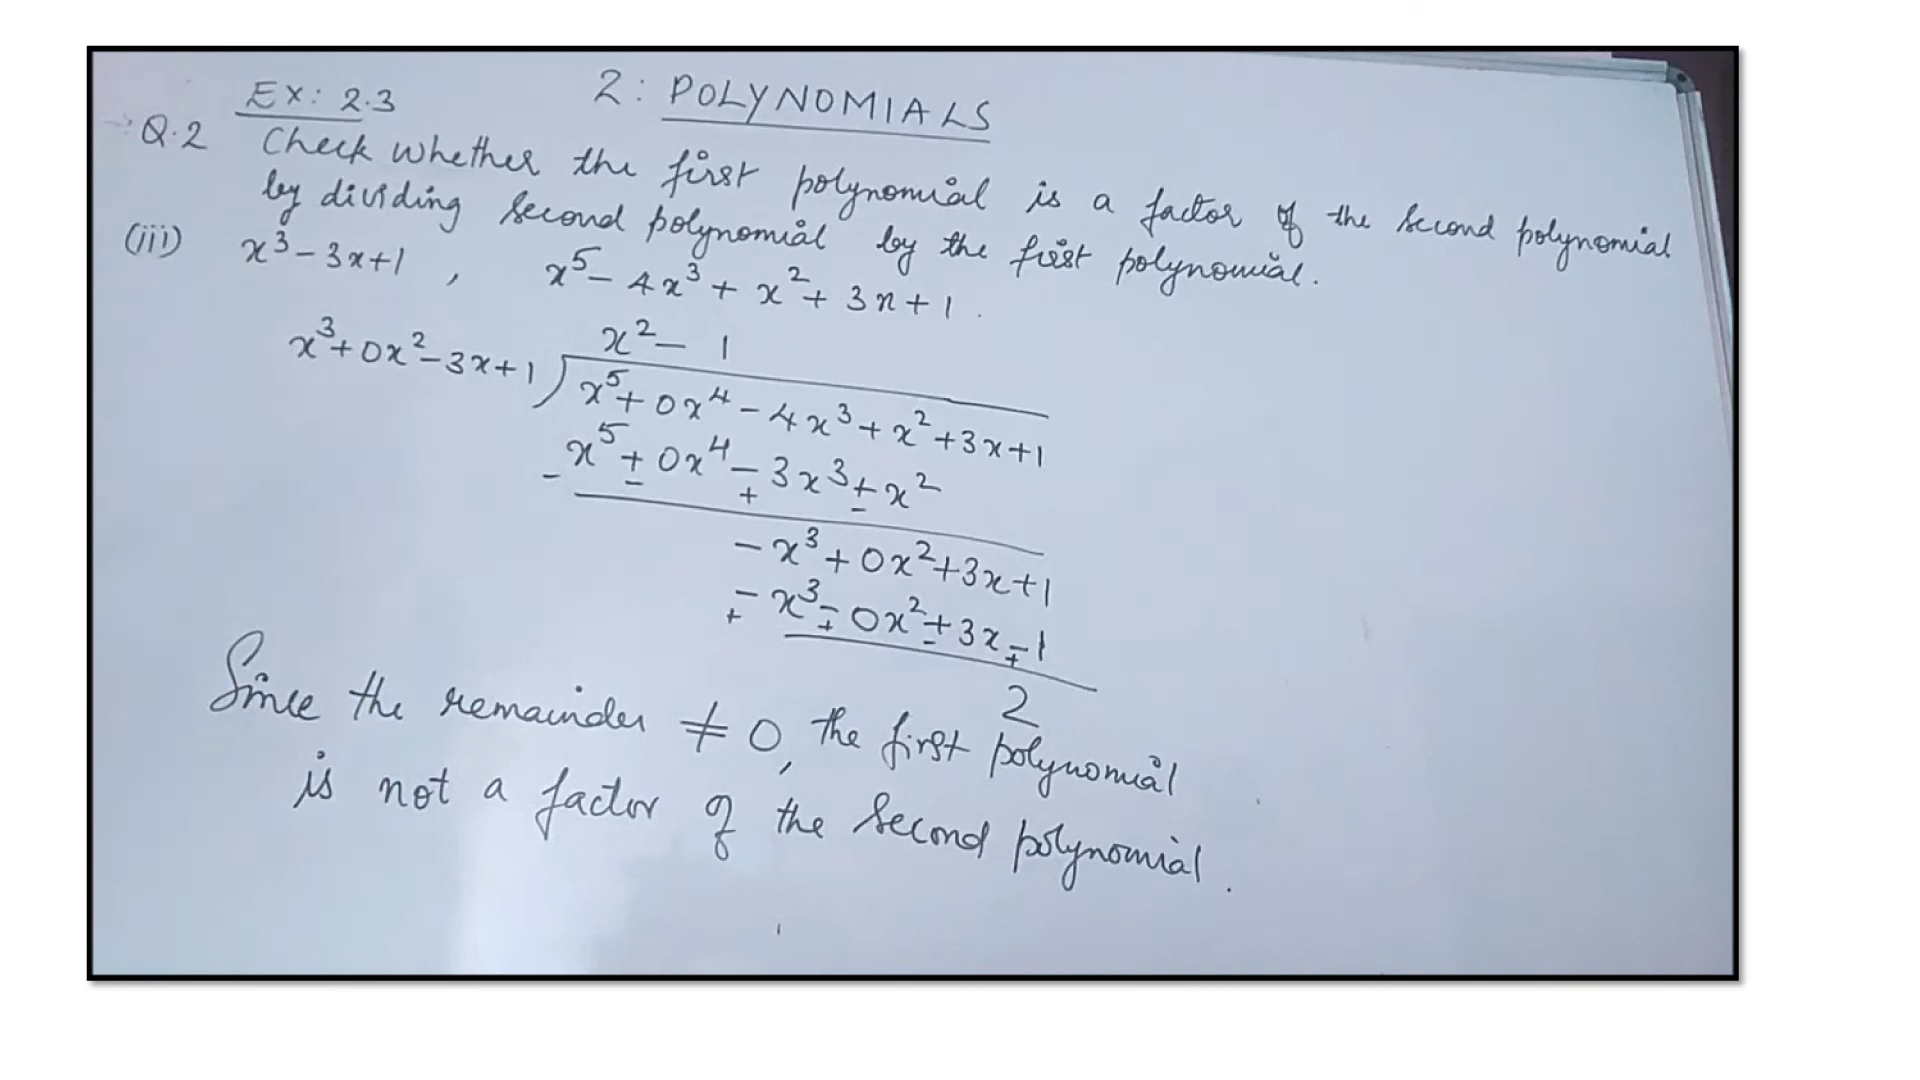 Ex: 2.3
2: POLYNOMIALS
Q.2 Check whether the first polynomial is a factor of the second polynomial
by dividing second polynomial by the first polynomial.
(iii) x³ – 3x + 1 , x⁵ – 4x³ + x² + 3x + 1 .
x² – 1
x³ + 0x² – 3x + 1 ) x⁵ + 0x⁴ – 4x³ + x² + 3x + 1
x⁵ + 0x⁴ – 3x³ + x²
– – + –
– x³ + 0x² + 3x + 1
– x³ – 0x² + 3x – 1
+ + – +
2
Since the remainder ≠ 0, the first polynomial
is not a factor of the second polynomial.